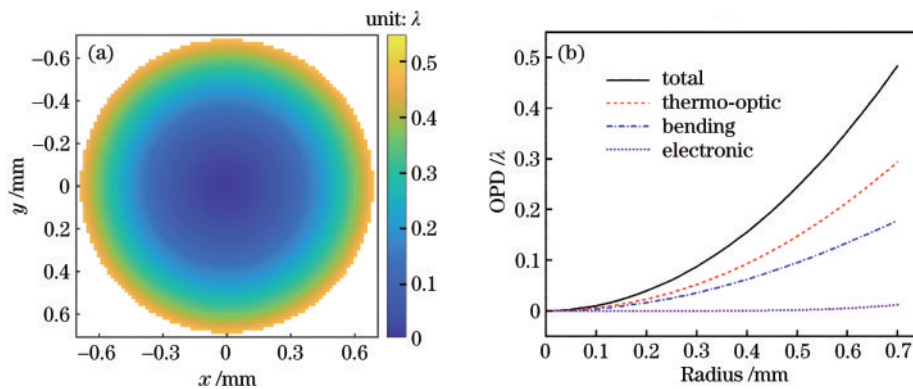 unit: λ
(a)
−0.6
−0.4
−0.2
0
0.2
0.4
0.6
y /mm
−0.6 −0.3 0 0.3 0.6
x /mm
0.5
0.4
0.3
0.2
0.1
0
(b)
total
thermo-optic
bending
electronic
0.5
0.4
0.3
0.2
0.1
0
OPD /λ
0 0.1 0.2 0.3 0.4 0.5 0.6 0.7
Radius /mm